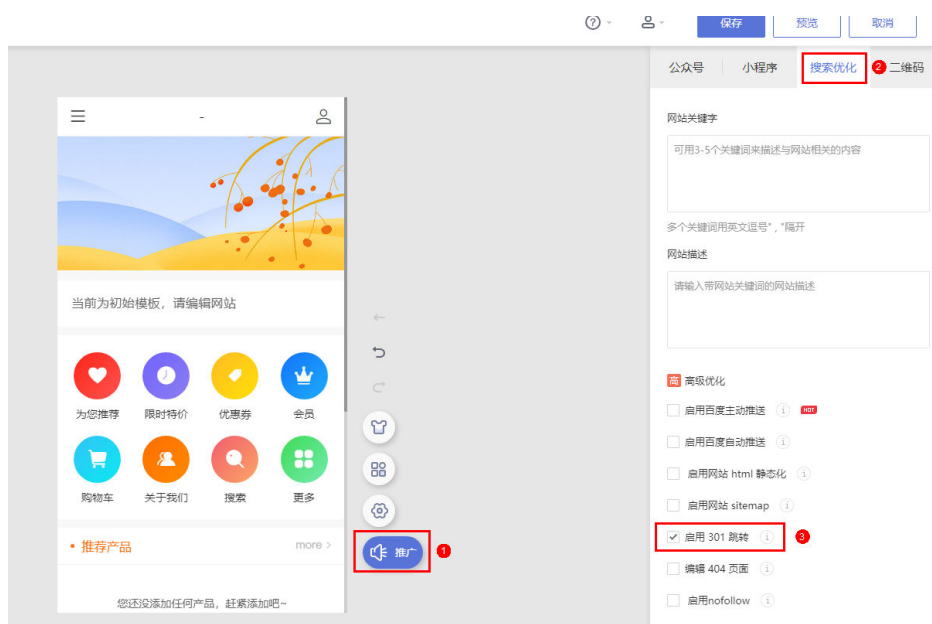 保存 预览 取消
公众号 小程序 搜索优化 2 二维码
-
当前为初始模板，请编辑网站
为您推荐 限时特价 优惠券 会员
购物车 关于我们 搜索 更多
• 推荐产品 more >
您还没添加任何产品，赶紧添加吧~
推广 1
网站关键字
可用3-5个关键词来描述与网站相关的内容
多个关键词用英文逗号" , "隔开
网站描述
请输入带网站关键词的网站描述
高 高级优化
启用百度主动推送 HOT
启用百度自动推送
启用网站 html 静态化
启用网站 sitemap
启用 301 跳转 3
编辑 404 页面
启用nofollow